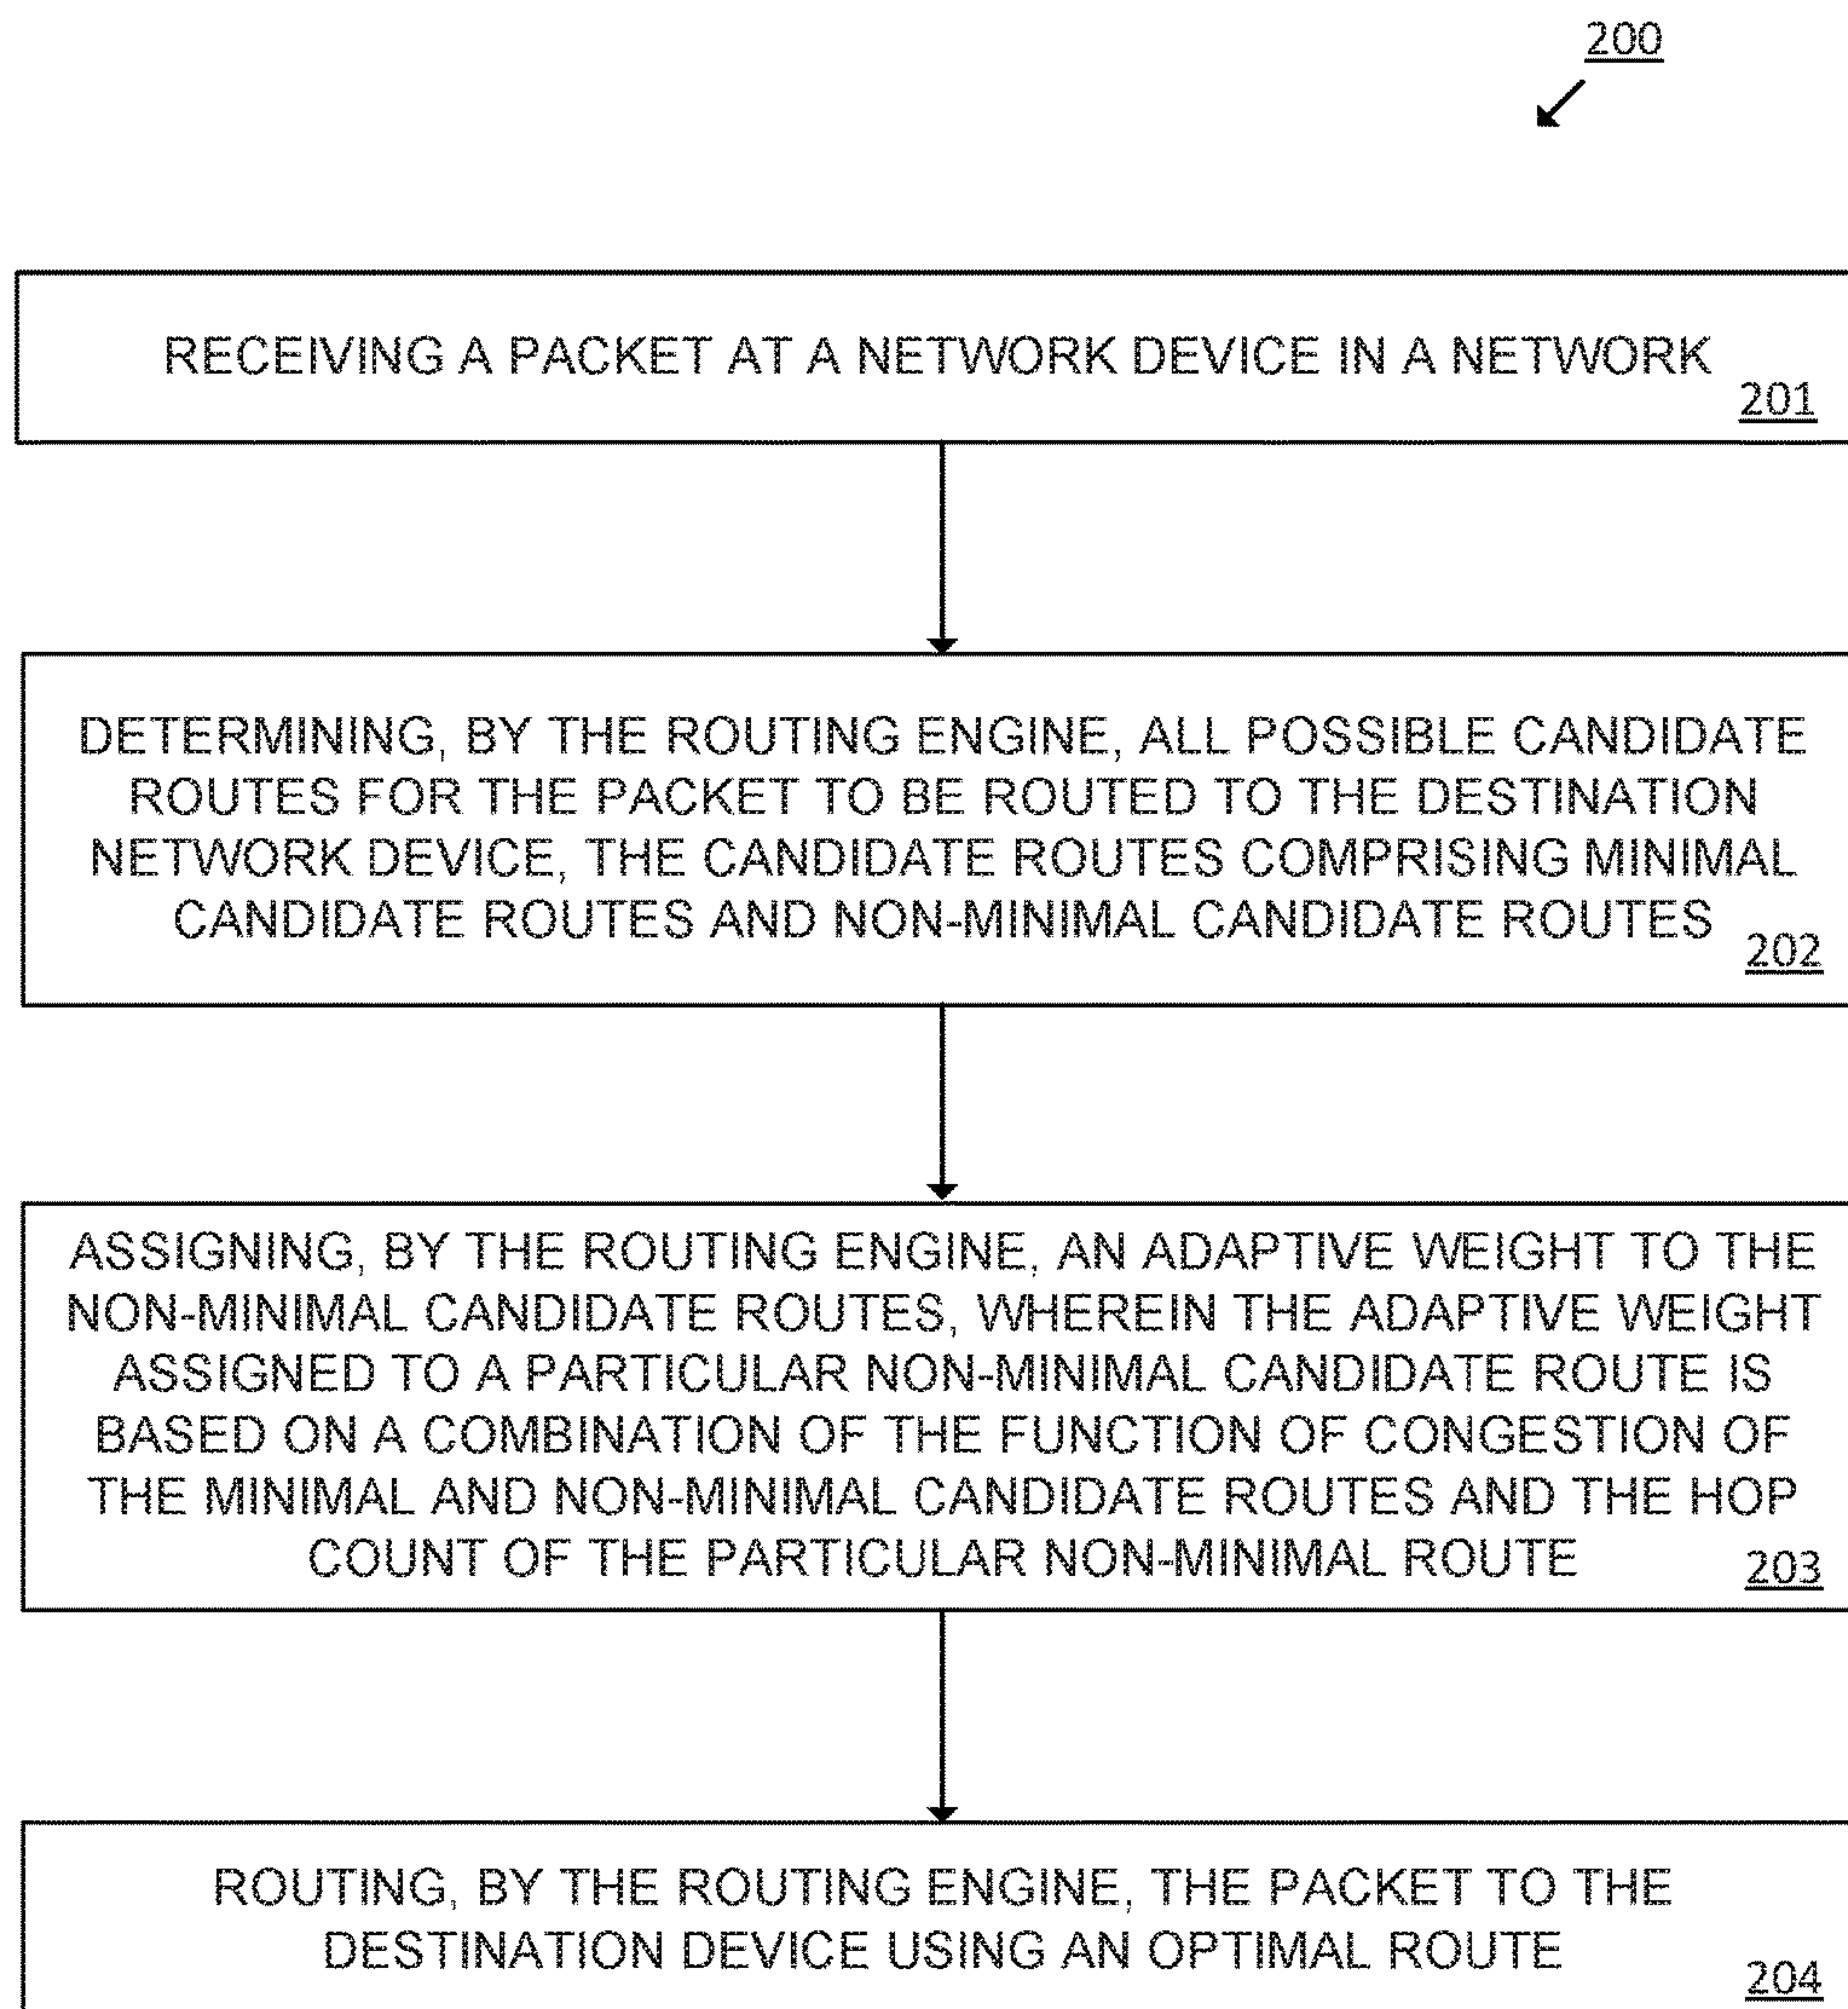 200
RECEIVING A PACKET AT A NETWORK DEVICE IN A NETWORK
201
DETERMINING, BY THE ROUTING ENGINE, ALL POSSIBLE CANDIDATE
ROUTES FOR THE PACKET TO BE ROUTED TO THE DESTINATION
NETWORK DEVICE, THE CANDIDATE ROUTES COMPRISING MINIMAL
CANDIDATE ROUTES AND NON-MINIMAL CANDIDATE ROUTES
202
ASSIGNING, BY THE ROUTING ENGINE, AN ADAPTIVE WEIGHT TO THE
NON-MINIMAL CANDIDATE ROUTES, WHEREIN THE ADAPTIVE WEIGHT
ASSIGNED TO A PARTICULAR NON-MINIMAL CANDIDATE ROUTE IS
BASED ON A COMBINATION OF THE FUNCTION OF CONGESTION OF
THE MINIMAL AND NON-MINIMAL CANDIDATE ROUTES AND THE HOP
COUNT OF THE PARTICULAR NON-MINIMAL ROUTE
203
ROUTING, BY THE ROUTING ENGINE, THE PACKET TO THE
DESTINATION DEVICE USING AN OPTIMAL ROUTE
204